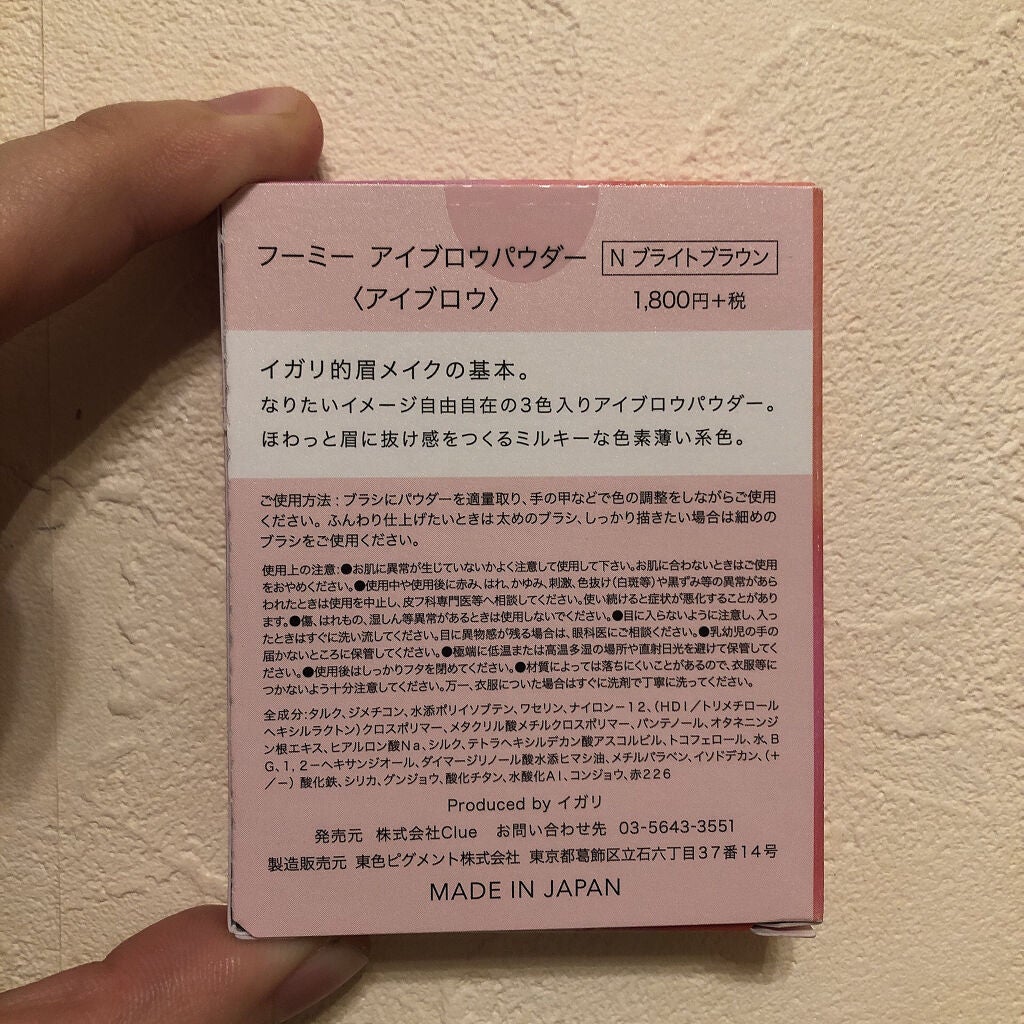 フーミー アイブロウパウダー N ブライトブラウン
〈アイブロウ〉 1,800円+税
イガリ的眉メイクの基本。
なりたいイメージ自由自在の3色入りアイブロウパウダー。
ほわっと眉に抜け感をつくるミルキーな色素薄い系色。
ご使用方法：ブラシにパウダーを適量取り、手の甲などで色の調整をしながらご使用
ください。ふんわり仕上げたいときは太めのブラシ、しっかり描きたい場合は細めの
ブラシをご使用ください。
使用上の注意：●お肌に異常が生じていないかよく注意して使用して下さい。お肌に合わないときはご使用
をおやめください。●使用中や使用後に赤み、はれ、かゆみ、刺激、色抜け(白斑等)や黒ずみ等の異常があら
われたときは使用を中止し、皮フ科専門医等へ相談してください。使い続けると症状が悪化することがあり
ます。●傷、はれもの、湿しん等異常があるときは使用しないでください。●目に入らないように注意し、入っ
たときはすぐに洗い流してください。目に異物感が残る場合は、眼科医にご相談ください。●乳幼児の手の
届かないところに保管してください。●極端に低温または高温多湿の場所や直射日光を避けて保管してく
ださい。●使用後はしっかりフタを閉めてください。●材質によっては落ちにくいことがあるので、衣服等に
つかないよう十分注意してください。万一、衣服についた場合はすぐに洗剤で丁寧に洗ってください。
全成分：タルク、ジメチコン、水添ポリイソブテン、ワセリン、ナイロン－12、(HDI／トリメチロール
ヘキシルラクトン)クロスポリマー、メタクリル酸メチルクロスポリマー、パンテノール、オタネニンジ
ン根エキス、ヒアルロン酸Na、シルク、テトラヘキシルデカン酸アスコルビル、トコフェロール、水、B
G、1,2－ヘキサンジオール、ダイマージリノール酸水添ヒマシ油、メチルパラベン、イソドデカン、(＋
／－) 酸化鉄、シリカ、グンジョウ、酸化チタン、水酸化Al、コンジョウ、赤226
Produced by イガリ
発売元 株式会社Clue お問い合わせ先 03-5643-3551
製造販売元 東色ピグメント株式会社 東京都葛飾区立石六丁目37番14号
MADE IN JAPAN